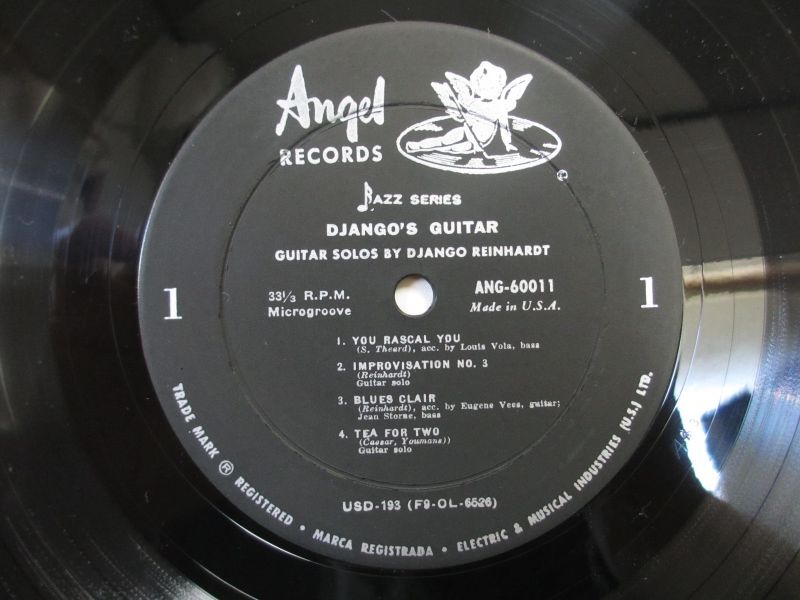 Angel
RECORDS
JAZZ SERIES
DJANGO'S GUITAR
GUITAR SOLOS BY DJANGO REINHARDT
33⅓ R.P.M.
Microgroove
ANG-60011
Made in U.S.A.
1
1
1. YOU RASCAL YOU
(S. Theard), acc. by Louis Vola, bass
2. IMPROVISATION NO. 3
(Reinhardt)
Guitar solo
3. BLUES CLAIR
(Reinhardt), acc. by Eugene Vees, guitar;
Jean Storne, bass
4. TEA FOR TWO
(Caesar, Youmans))
Guitar solo
USD-193 (F9-OL-6526)
TRADE MARK ® REGISTERED · MARCA REGISTRADA · ELECTRIC & MUSICAL INDUSTRIES (U.S.) LTD.